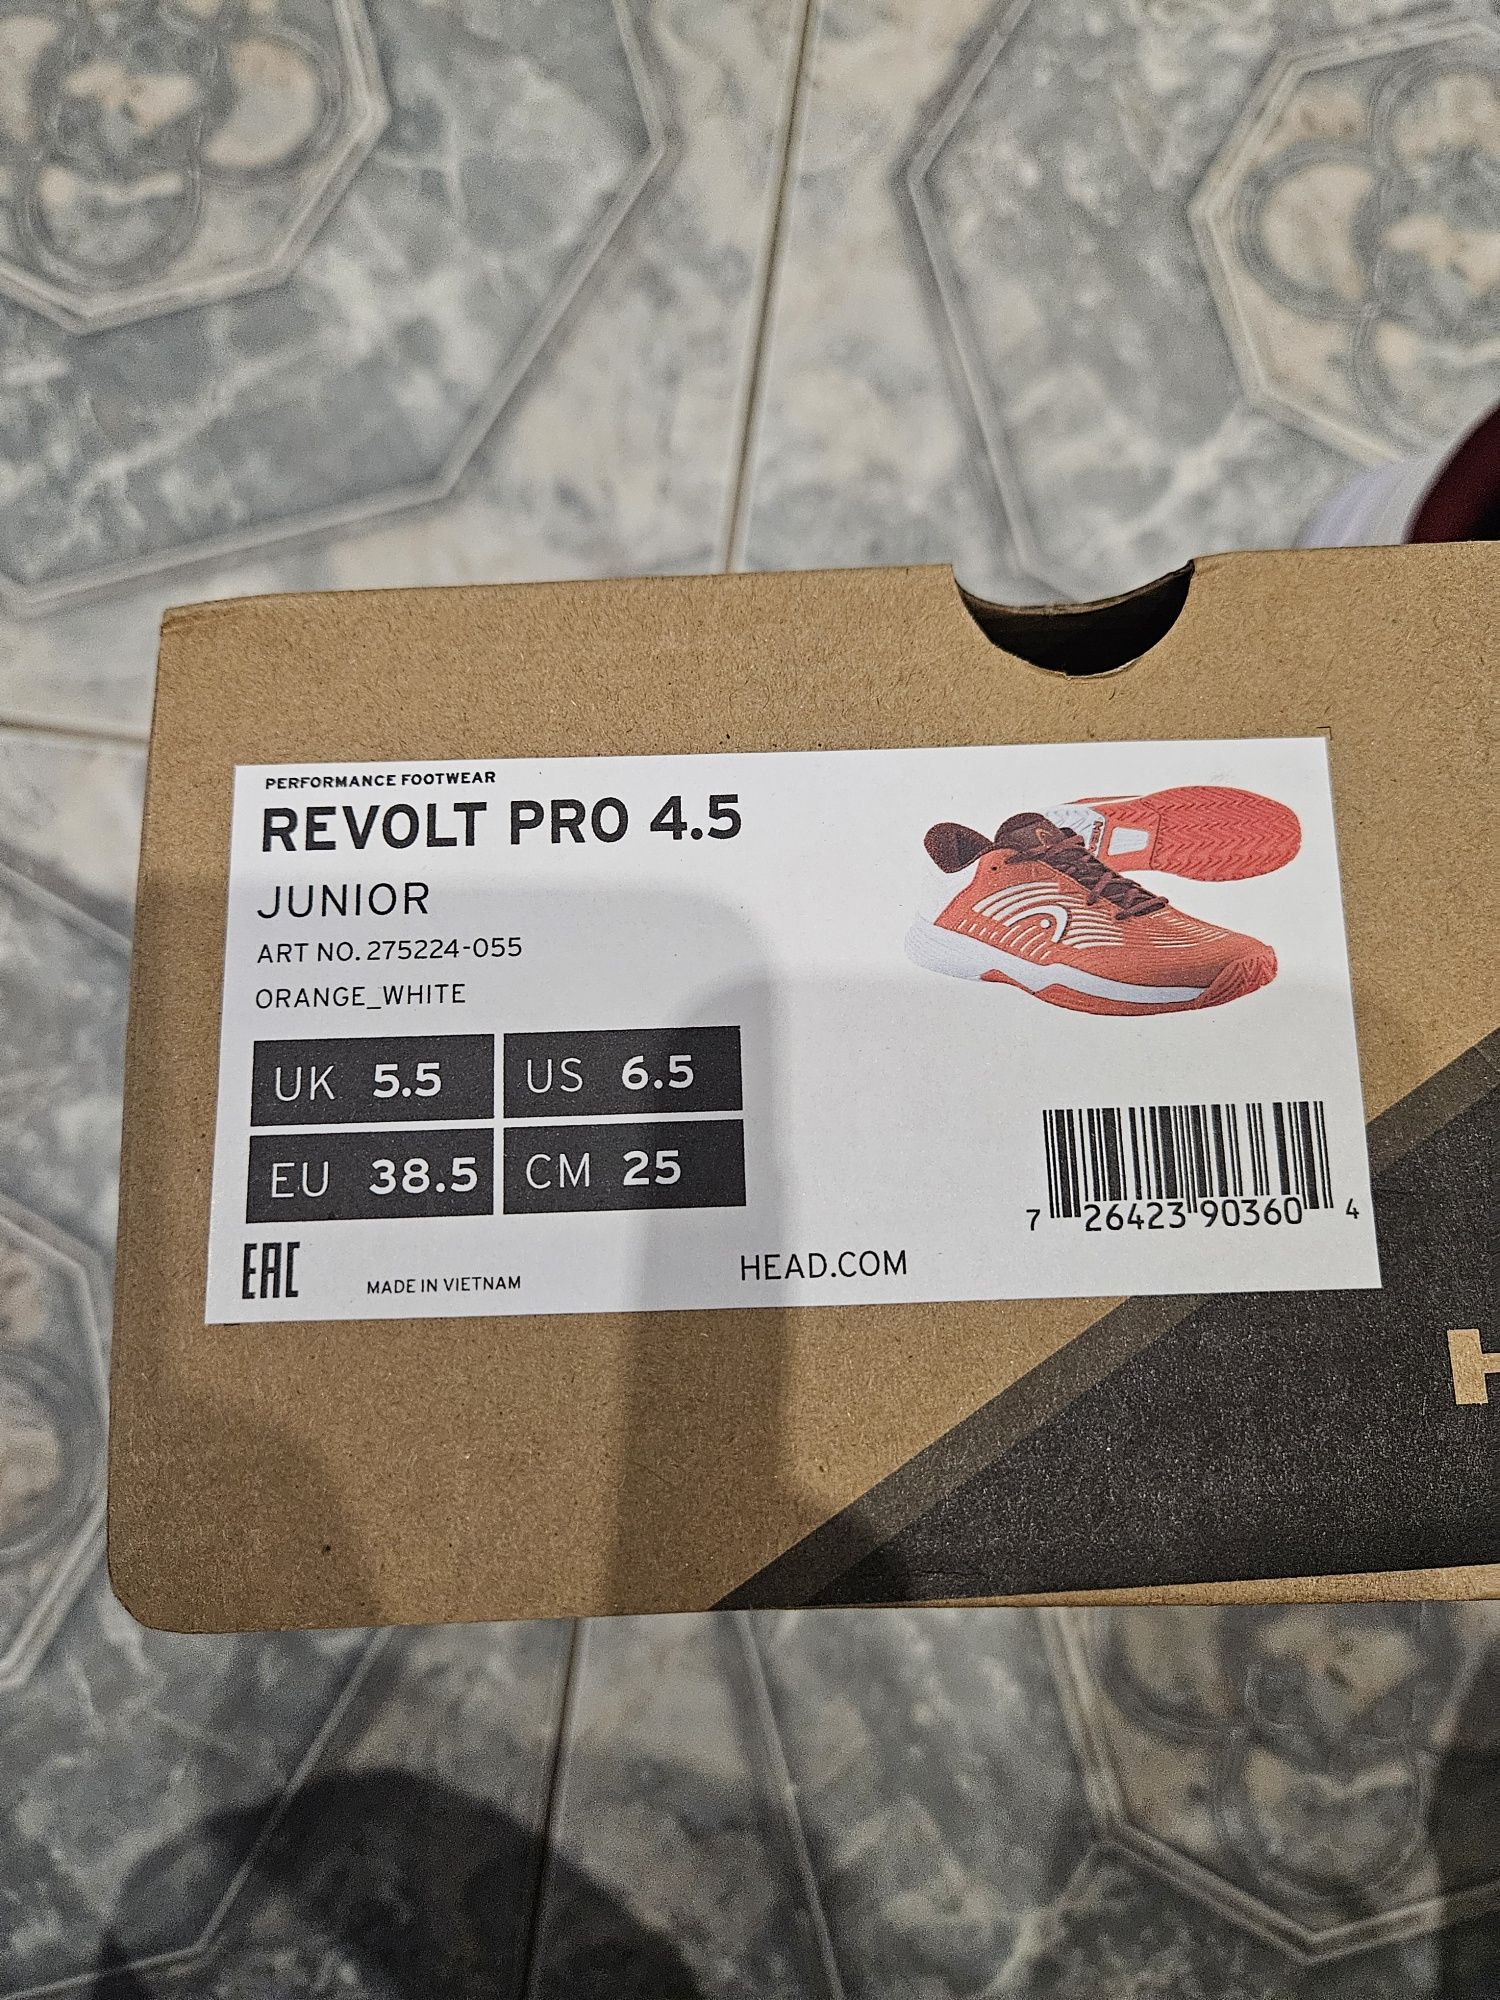 PERFORMANCE FOOTWEAR
REVOLT PRO 4.5
JUNIOR
ART NO. 275224-055
ORANGE_WHITE
UK 5.5 US 6.5
EU 38.5 CM 25
7 26423 90360 4
EAC MADE IN VIETNAM HEAD.COM
H